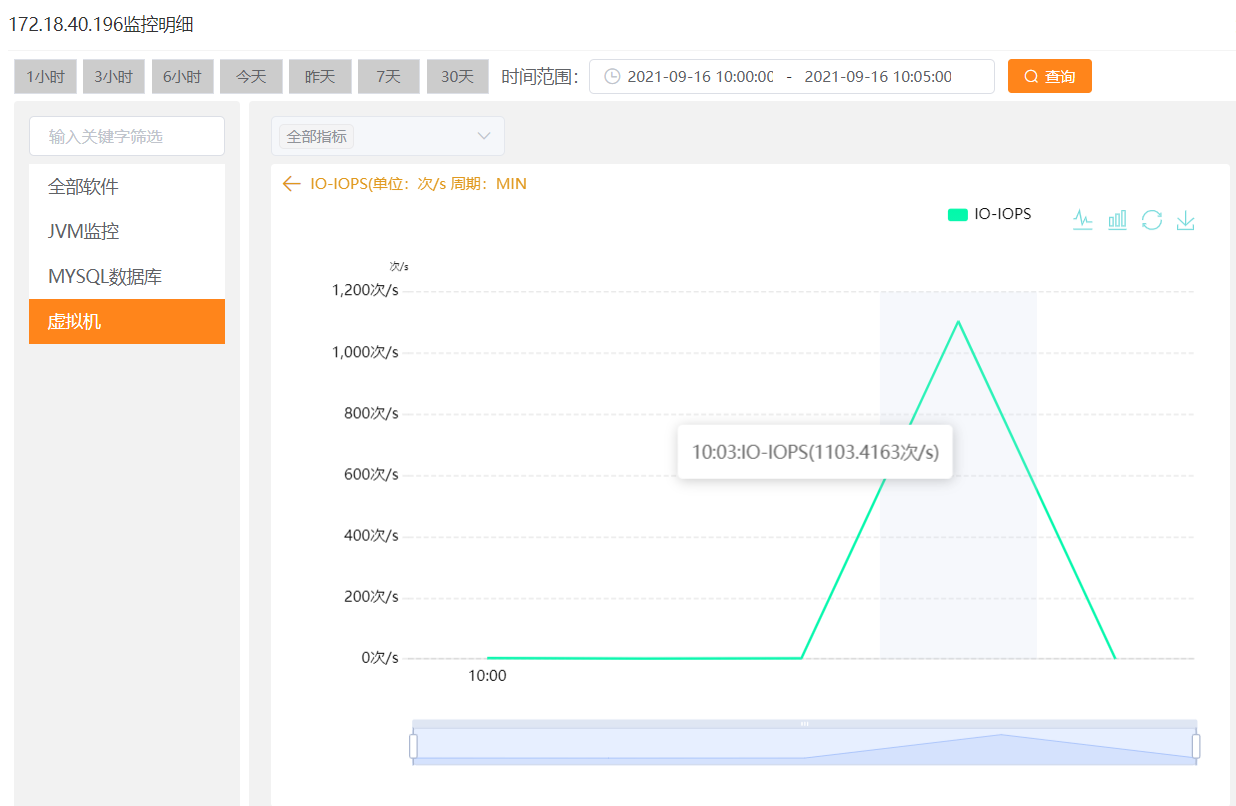 172.18.40.196监控明细
1小时 3小时 6小时 今天 昨天 7天 30天 时间范围： 2021-09-16 10:00:00 - 2021-09-16 10:05:00 查询
输入关键字筛选
全部软件
JVM监控
MYSQL数据库
虚拟机
全部指标
IO-IOPS(单位：次/s 周期：MIN
IO-IOPS
次/s
1,200次/s
1,000次/s
800次/s
10:03:IO-IOPS(1103.4163次/s)
600次/s
400次/s
200次/s
0次/s
10:00